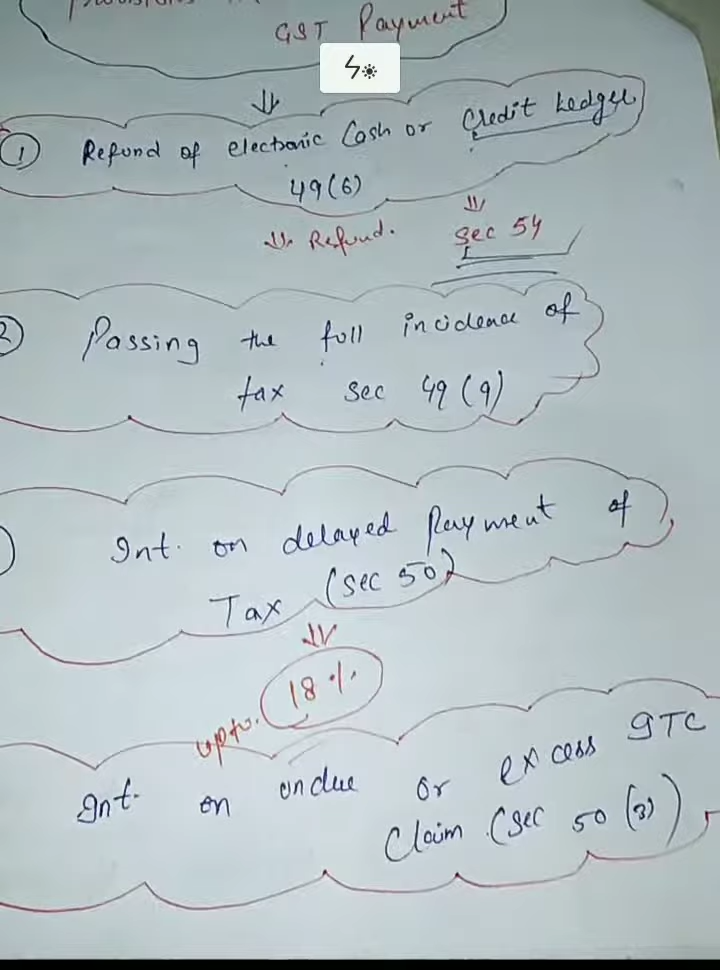 GST Payment
① Refund of electronic Cash or Credit Ledger
49(6)
Refund. Sec 54
② Passing the full incidence of
tax Sec 49 (9)
Int. on delayed Payment of
Tax (Sec 50)
upto. 18 %
Int. on undue or excess ITC
Claim (Sec 50 (3))